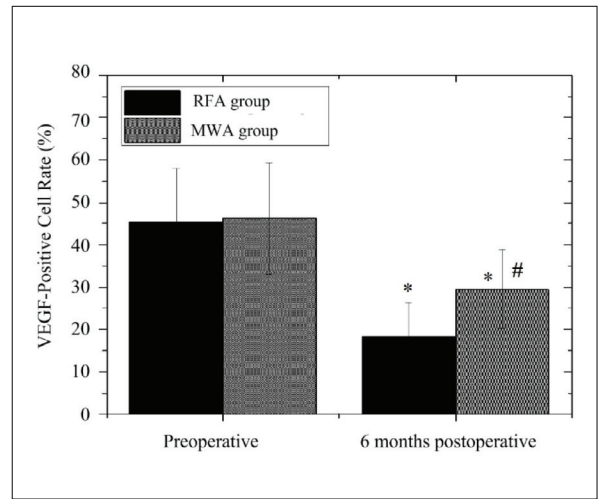 80
70
60
50
40
30
20
10
0
VEGF-Positive Cell Rate (%)
RFA group
MWA group
*
* #
Preoperative
6 months postoperative